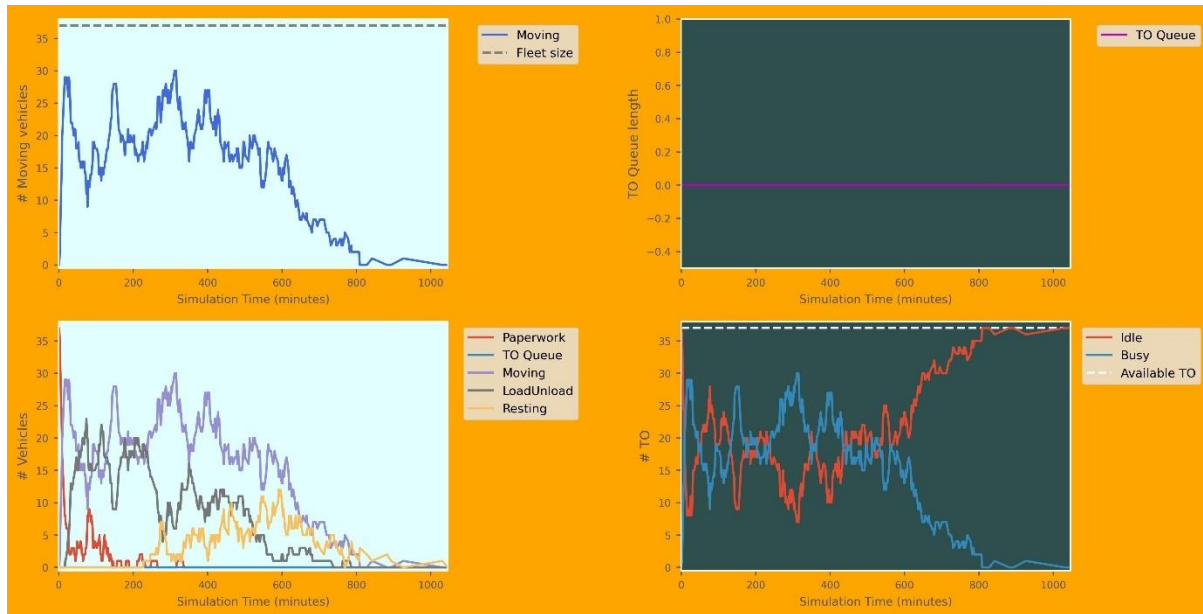 # Moving vehicles
35
30
25
20
15
10
5
0
0 200 400 600 800 1000
Simulation Time (minutes)
Moving
Fleet size
TO Queue length
1.0
0.8
0.6
0.4
0.2
0.0
−0.2
−0.4
0 200 400 600 800 1000
Simulation Time (minutes)
TO Queue
# Vehicles
35
30
25
20
15
10
5
0
0 200 400 600 800 1000
Simulation Time (minutes)
Paperwork
TO Queue
Moving
LoadUnload
Resting
# TO
35
30
25
20
15
10
5
0
0 200 400 600 800 1000
Simulation Time (minutes)
Idle
Busy
Available TO